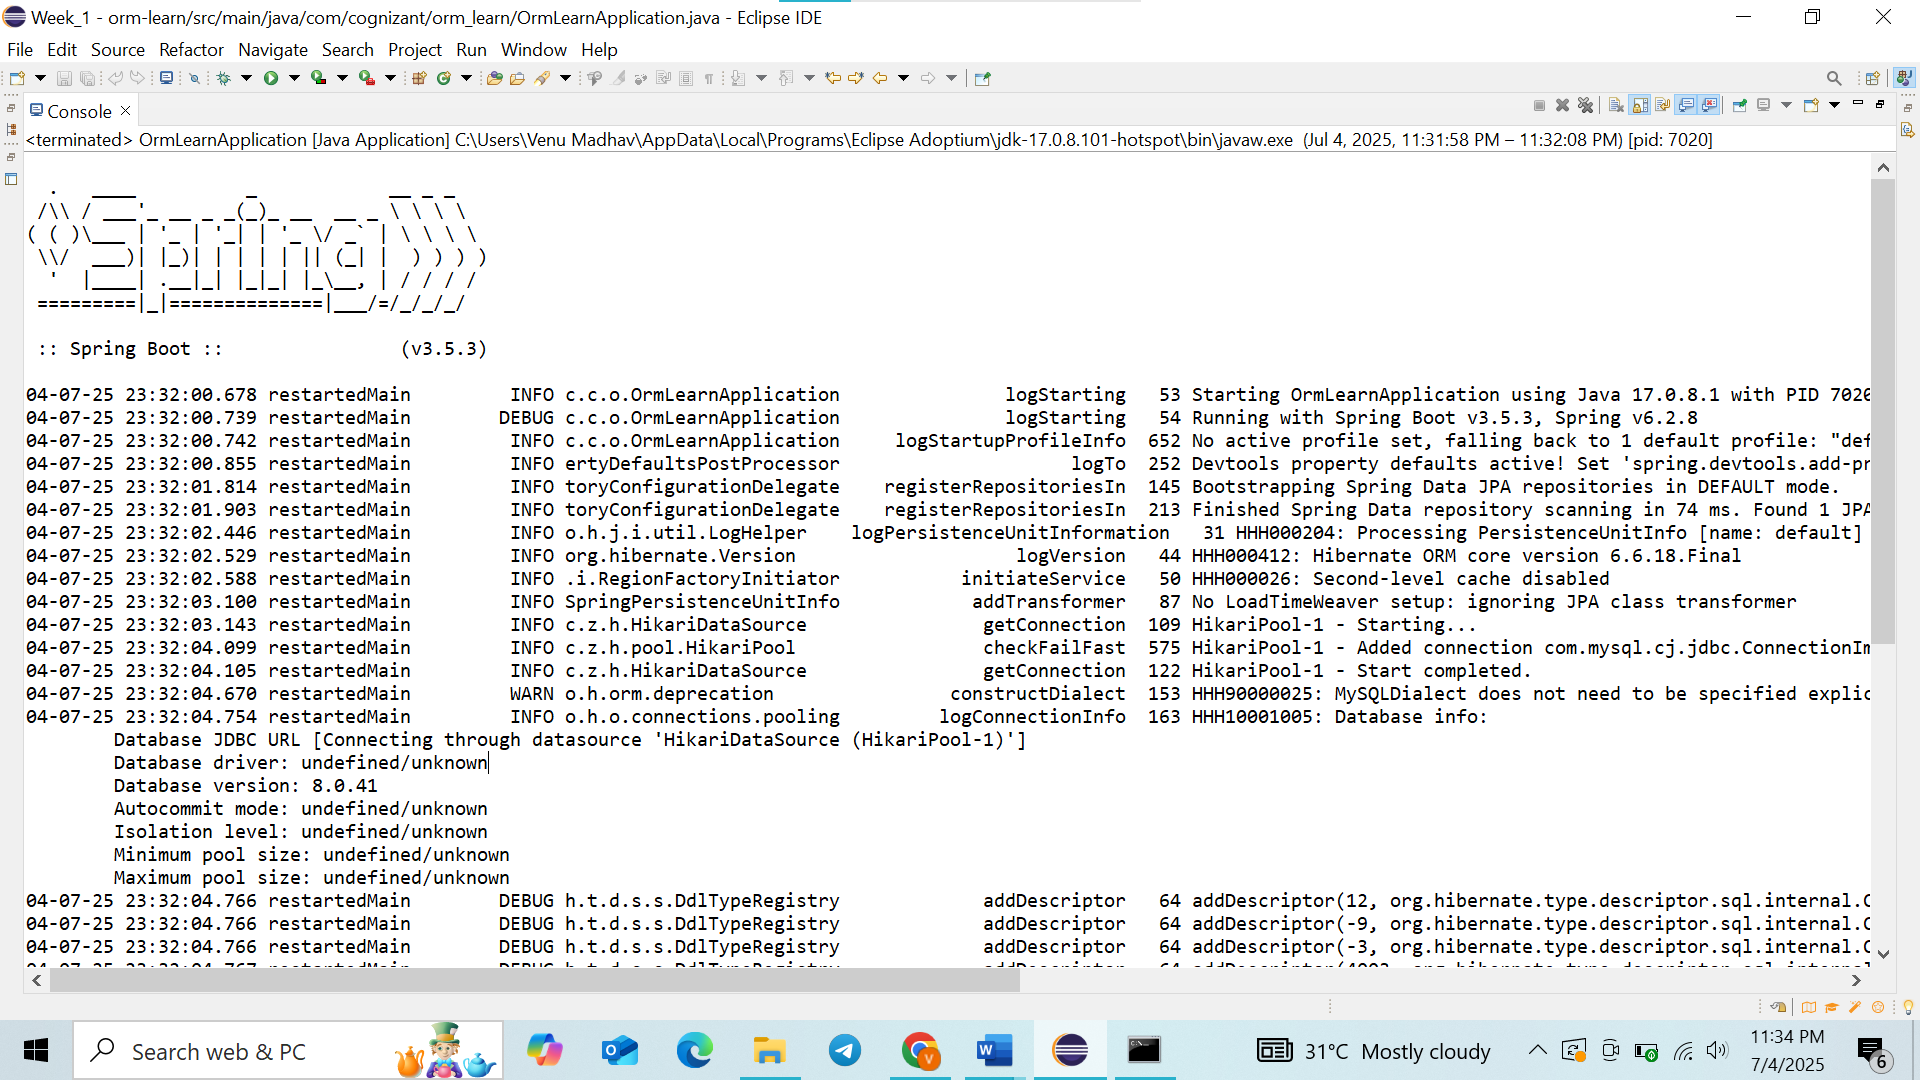 Week_1 - orm-learn/src/main/java/com/cognizant/orm_learn/OrmLearnApplication.java - Eclipse IDE
File Edit Source Refactor Navigate Search Project Run Window Help
Console
<terminated> OrmLearnApplication [Java Application] C:\Users\Venu Madhav\AppData\Local\Programs\Eclipse Adoptium\jdk-17.0.8.101-hotspot\bin\javaw.exe (Jul 4, 2025, 11:31:58 PM – 11:32:08 PM) [pid: 7020]
  .   ____          _            __ _ _
 /\\ / ___'_ __ _ _(_)_ __  __ _ \ \ \ \
( ( )\___ | '_ | '_| | '_ \/ _` | \ \ \ \
 \\/  ___)| |_)| | | | | || (_| |  ) ) ) )
  '  |____| .__|_| |_|_| |_\__, | / / / /
 =========|_|==============|___/=/_/_/_/
:: Spring Boot :: (v3.5.3)
04-07-25 23:32:00.678 restartedMain INFO c.c.o.OrmLearnApplication logStarting 53 Starting OrmLearnApplication using Java 17.0.8.1 with PID 7020
04-07-25 23:32:00.739 restartedMain DEBUG c.c.o.OrmLearnApplication logStarting 54 Running with Spring Boot v3.5.3, Spring v6.2.8
04-07-25 23:32:00.742 restartedMain INFO c.c.o.OrmLearnApplication logStartupProfileInfo 652 No active profile set, falling back to 1 default profile: "def
04-07-25 23:32:00.855 restartedMain INFO ertyDefaultsPostProcessor logTo 252 Devtools property defaults active! Set 'spring.devtools.add-pr
04-07-25 23:32:01.814 restartedMain INFO toryConfigurationDelegate registerRepositoriesIn 145 Bootstrapping Spring Data JPA repositories in DEFAULT mode.
04-07-25 23:32:01.903 restartedMain INFO toryConfigurationDelegate registerRepositoriesIn 213 Finished Spring Data repository scanning in 74 ms. Found 1 JPA
04-07-25 23:32:02.446 restartedMain INFO o.h.j.i.util.LogHelper logPersistenceUnitInformation 31 HHH000204: Processing PersistenceUnitInfo [name: default]
04-07-25 23:32:02.529 restartedMain INFO org.hibernate.Version logVersion 44 HHH000412: Hibernate ORM core version 6.6.18.Final
04-07-25 23:32:02.588 restartedMain INFO .i.RegionFactoryInitiator initiateService 50 HHH000026: Second-level cache disabled
04-07-25 23:32:03.100 restartedMain INFO SpringPersistenceUnitInfo addTransformer 87 No LoadTimeWeaver setup: ignoring JPA class transformer
04-07-25 23:32:03.143 restartedMain INFO c.z.h.HikariDataSource getConnection 109 HikariPool-1 - Starting...
04-07-25 23:32:04.099 restartedMain INFO c.z.h.pool.HikariPool checkFailFast 575 HikariPool-1 - Added connection com.mysql.cj.jdbc.ConnectionIm
04-07-25 23:32:04.105 restartedMain INFO c.z.h.HikariDataSource getConnection 122 HikariPool-1 - Start completed.
04-07-25 23:32:04.670 restartedMain WARN o.h.orm.deprecation constructDialect 153 HHH90000025: MySQLDialect does not need to be specified explic
04-07-25 23:32:04.754 restartedMain INFO o.h.o.connections.pooling logConnectionInfo 163 HHH10001005: Database info:
Database JDBC URL [Connecting through datasource 'HikariDataSource (HikariPool-1)']
Database driver: undefined/unknown
Database version: 8.0.41
Autocommit mode: undefined/unknown
Isolation level: undefined/unknown
Minimum pool size: undefined/unknown
Maximum pool size: undefined/unknown
04-07-25 23:32:04.766 restartedMain DEBUG h.t.d.s.s.DdlTypeRegistry addDescriptor 64 addDescriptor(12, org.hibernate.type.descriptor.sql.internal.C
04-07-25 23:32:04.766 restartedMain DEBUG h.t.d.s.s.DdlTypeRegistry addDescriptor 64 addDescriptor(-9, org.hibernate.type.descriptor.sql.internal.C
04-07-25 23:32:04.766 restartedMain DEBUG h.t.d.s.s.DdlTypeRegistry addDescriptor 64 addDescriptor(-3, org.hibernate.type.descriptor.sql.internal.C
Search web & PC
31°C Mostly cloudy
11:34 PM
7/4/2025
6